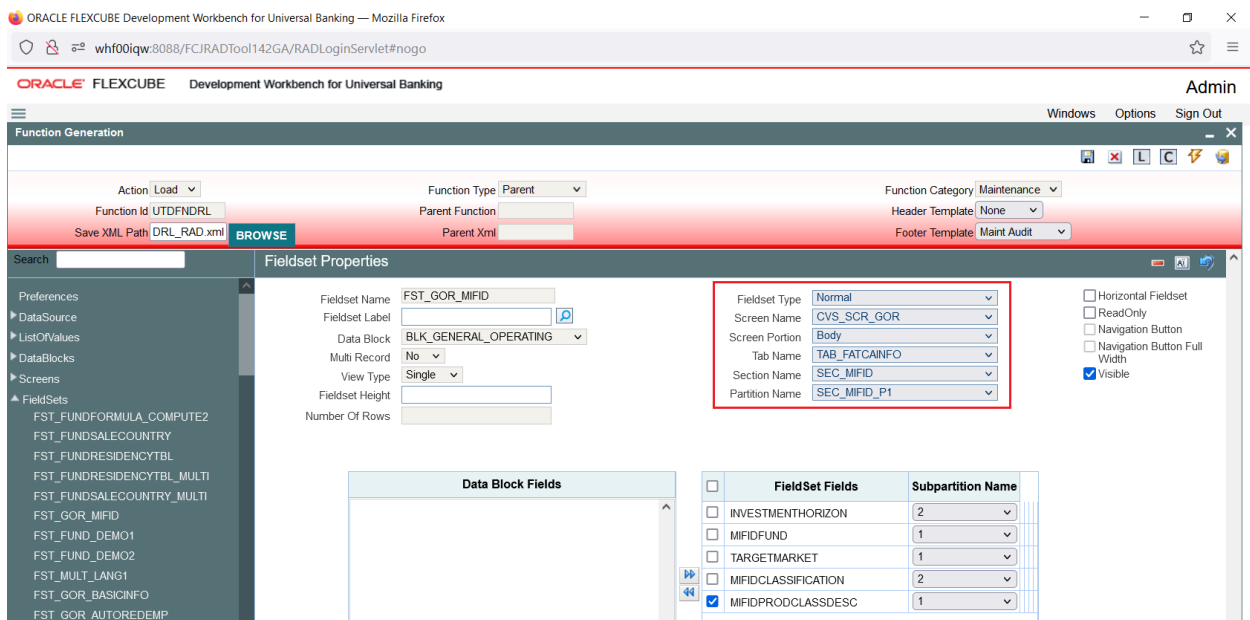 ORACLE FLEXCUBE Development Workbench for Universal Banking — Mozilla Firefox
whf00iqw:8088/FCJRADTool142GA/RADLoginServlet#nogo
ORACLE FLEXCUBE Development Workbench for Universal Banking
Admin
Windows Options Sign Out
Function Generation
L C
Action Load Function Type Parent Function Category Maintenance
Function Id UTDFNDRL Parent Function Header Template None
Save XML Path DRL_RAD.xml BROWSE Parent Xml Footer Template Maint Audit
Search
Fieldset Properties
Preferences
DataSource
ListOfValues
DataBlocks
Screens
FieldSets
FST_FUNDFORMULA_COMPUTE2
FST_FUNDSALECOUNTRY
FST_FUNDRESIDENCYTBL
FST_FUNDRESIDENCYTBL_MULTI
FST_FUNDSALECOUNTRY_MULTI
FST_GOR_MIFID
FST_FUND_DEMO1
FST_FUND_DEMO2
FST_MULT_LANG1
FST_GOR_BASICINFO
FST_GOR_AUTOREDEMP
Fieldset Name FST_GOR_MIFID
Fieldset Label
Data Block BLK_GENERAL_OPERATING
Multi Record No
View Type Single
Fieldset Height
Number Of Rows
Fieldset Type Normal
Screen Name CVS_SCR_GOR
Screen Portion Body
Tab Name TAB_FATCAINFO
Section Name SEC_MIFID
Partition Name SEC_MIFID_P1
Horizontal Fieldset
ReadOnly
Navigation Button
Navigation Button Full
Width
Visible
Data Block Fields
FieldSet Fields Subpartition Name
INVESTMENTHORIZON 2
MIFIDFUND 1
TARGETMARKET 1
MIFIDCLASSIFICATION 2
MIFIDPRODCLASSDESC 1